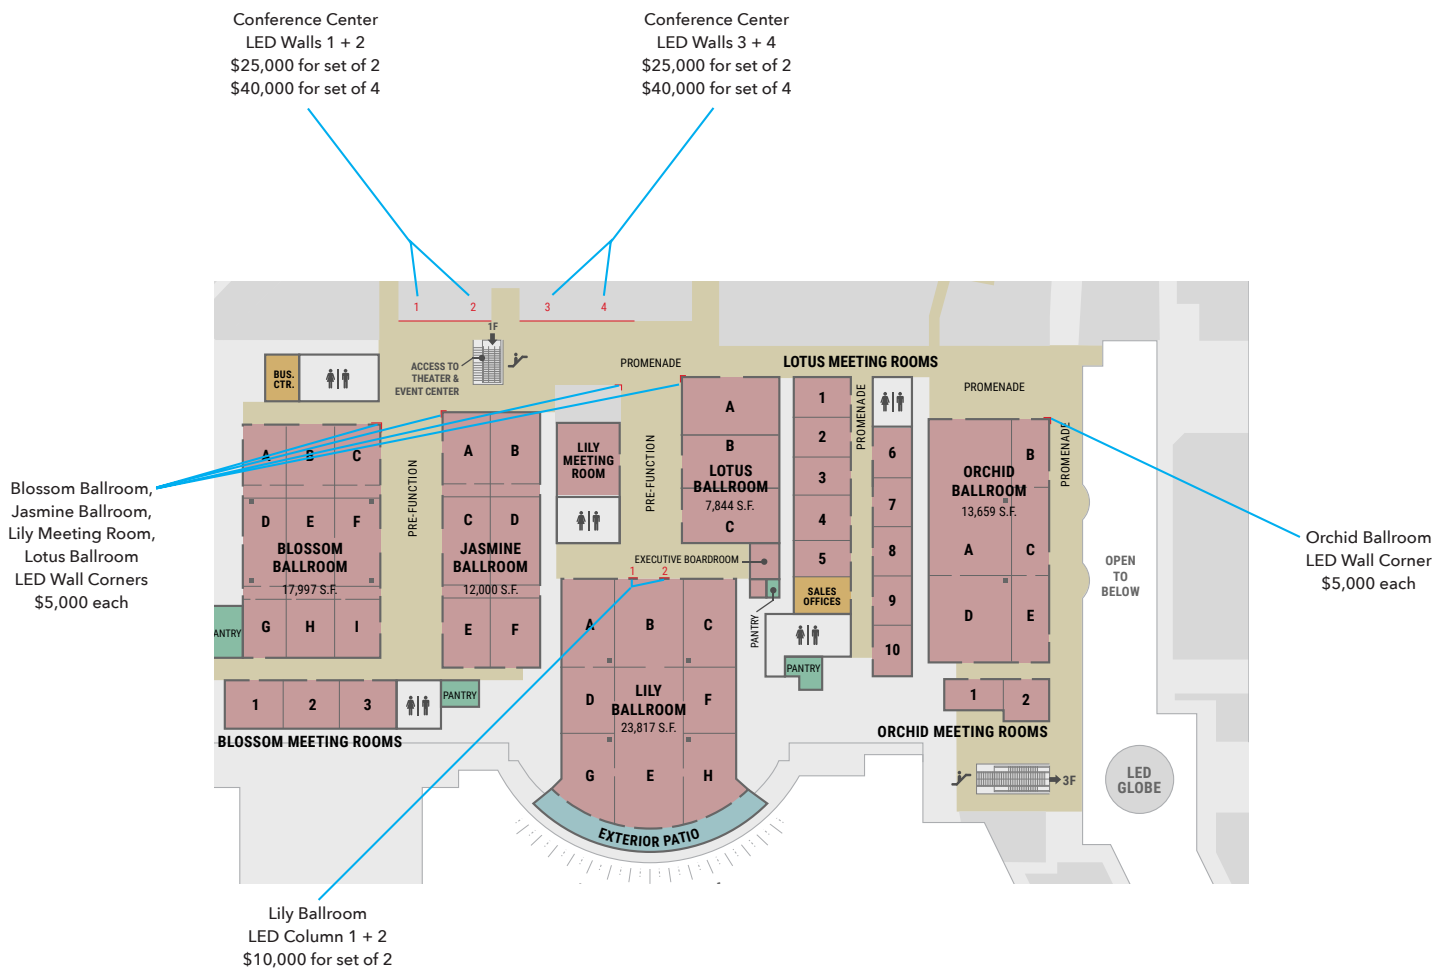 Conference Center
LED Walls 1 + 2
$25,000 for set of 2
$40,000 for set of 4
Conference Center
LED Walls 3 + 4
$25,000 for set of 2
$40,000 for set of 4
1
2
3
4
1F
ACCESS TO
THEATER &
EVENT CENTER
PROMENADE
LOTUS MEETING ROOMS
PROMENADE
BUS.
CTR.
A
B
C
D
E
F
BLOSSOM
BALLROOM
17,997 S.F.
G
H
I
PANTRY
PRE-FUNCTION
A
B
C
D
JASMINE
BALLROOM
12,000 S.F.
E
F
LILY
MEETING
ROOM
PRE-FUNCTION
A
B
LOTUS
BALLROOM
7,844 S.F.
C
EXECUTIVE BOARDROOM
1
2
3
4
5
SALES
OFFICES
PROMENADE
6
7
8
9
10
ORCHID
BALLROOM
13,659 S.F.
B
A
C
D
E
PROMENADE
OPEN
TO
BELOW
Blossom Ballroom,
Jasmine Ballroom,
Lily Meeting Room,
Lotus Ballroom
LED Wall Corners
$5,000 each
Orchid Ballroom
LED Wall Corner
$5,000 each
1
2
A
B
C
D
LILY
BALLROOM
23,817 S.F.
F
G
E
H
EXTERIOR PATIO
PANTRY
PANTRY
1
2
3
PANTRY
BLOSSOM MEETING ROOMS
1
2
ORCHID MEETING ROOMS
3F
LED
GLOBE
Lily Ballroom
LED Column 1 + 2
$10,000 for set of 2